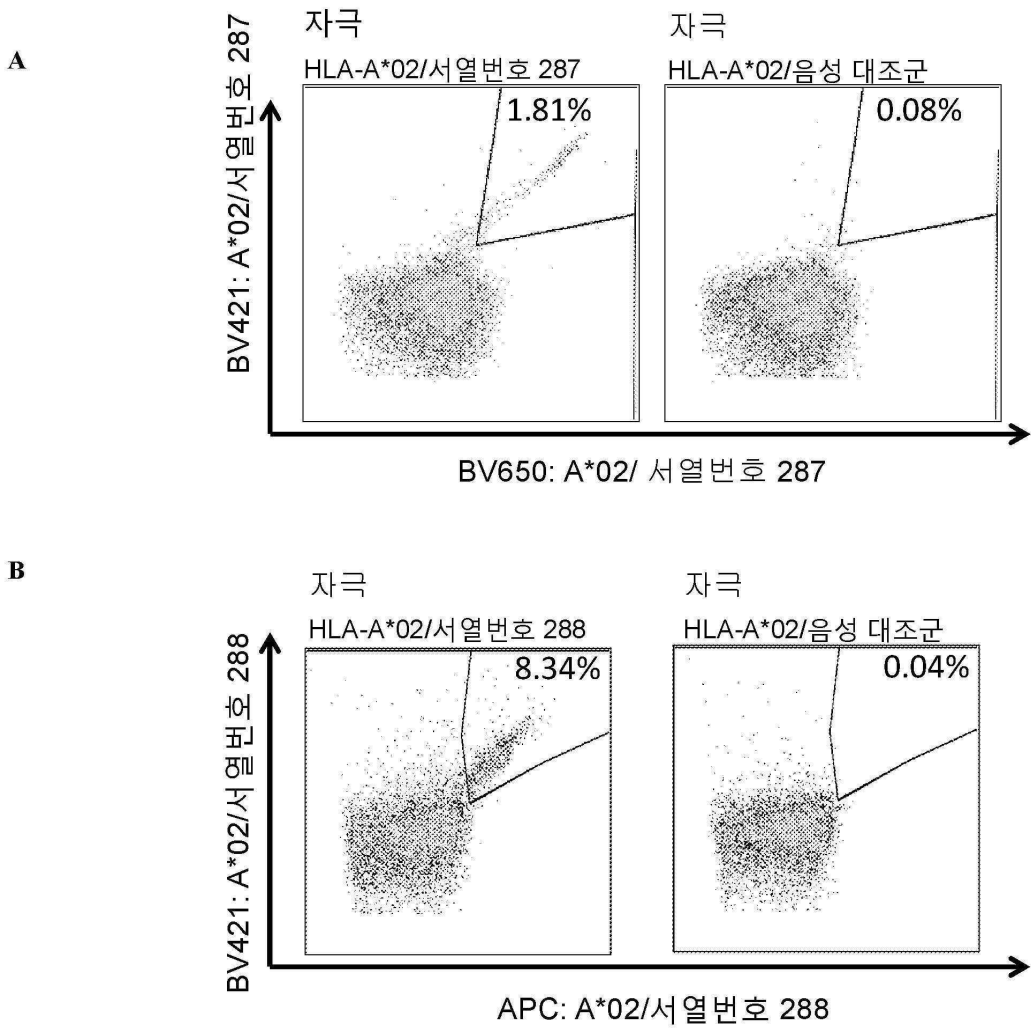 A
자극
HLA-A*02/서열번호 287
1.81%
자극
HLA-A*02/음성 대조군
0.08%
BV421: A*02/서열번호 287
BV650: A*02/ 서열번호 287
B
자극
HLA-A*02/서열번호 288
8.34%
자극
HLA-A*02/음성 대조군
0.04%
BV421: A*02/서열번호 288
APC: A*02/서열번호 288